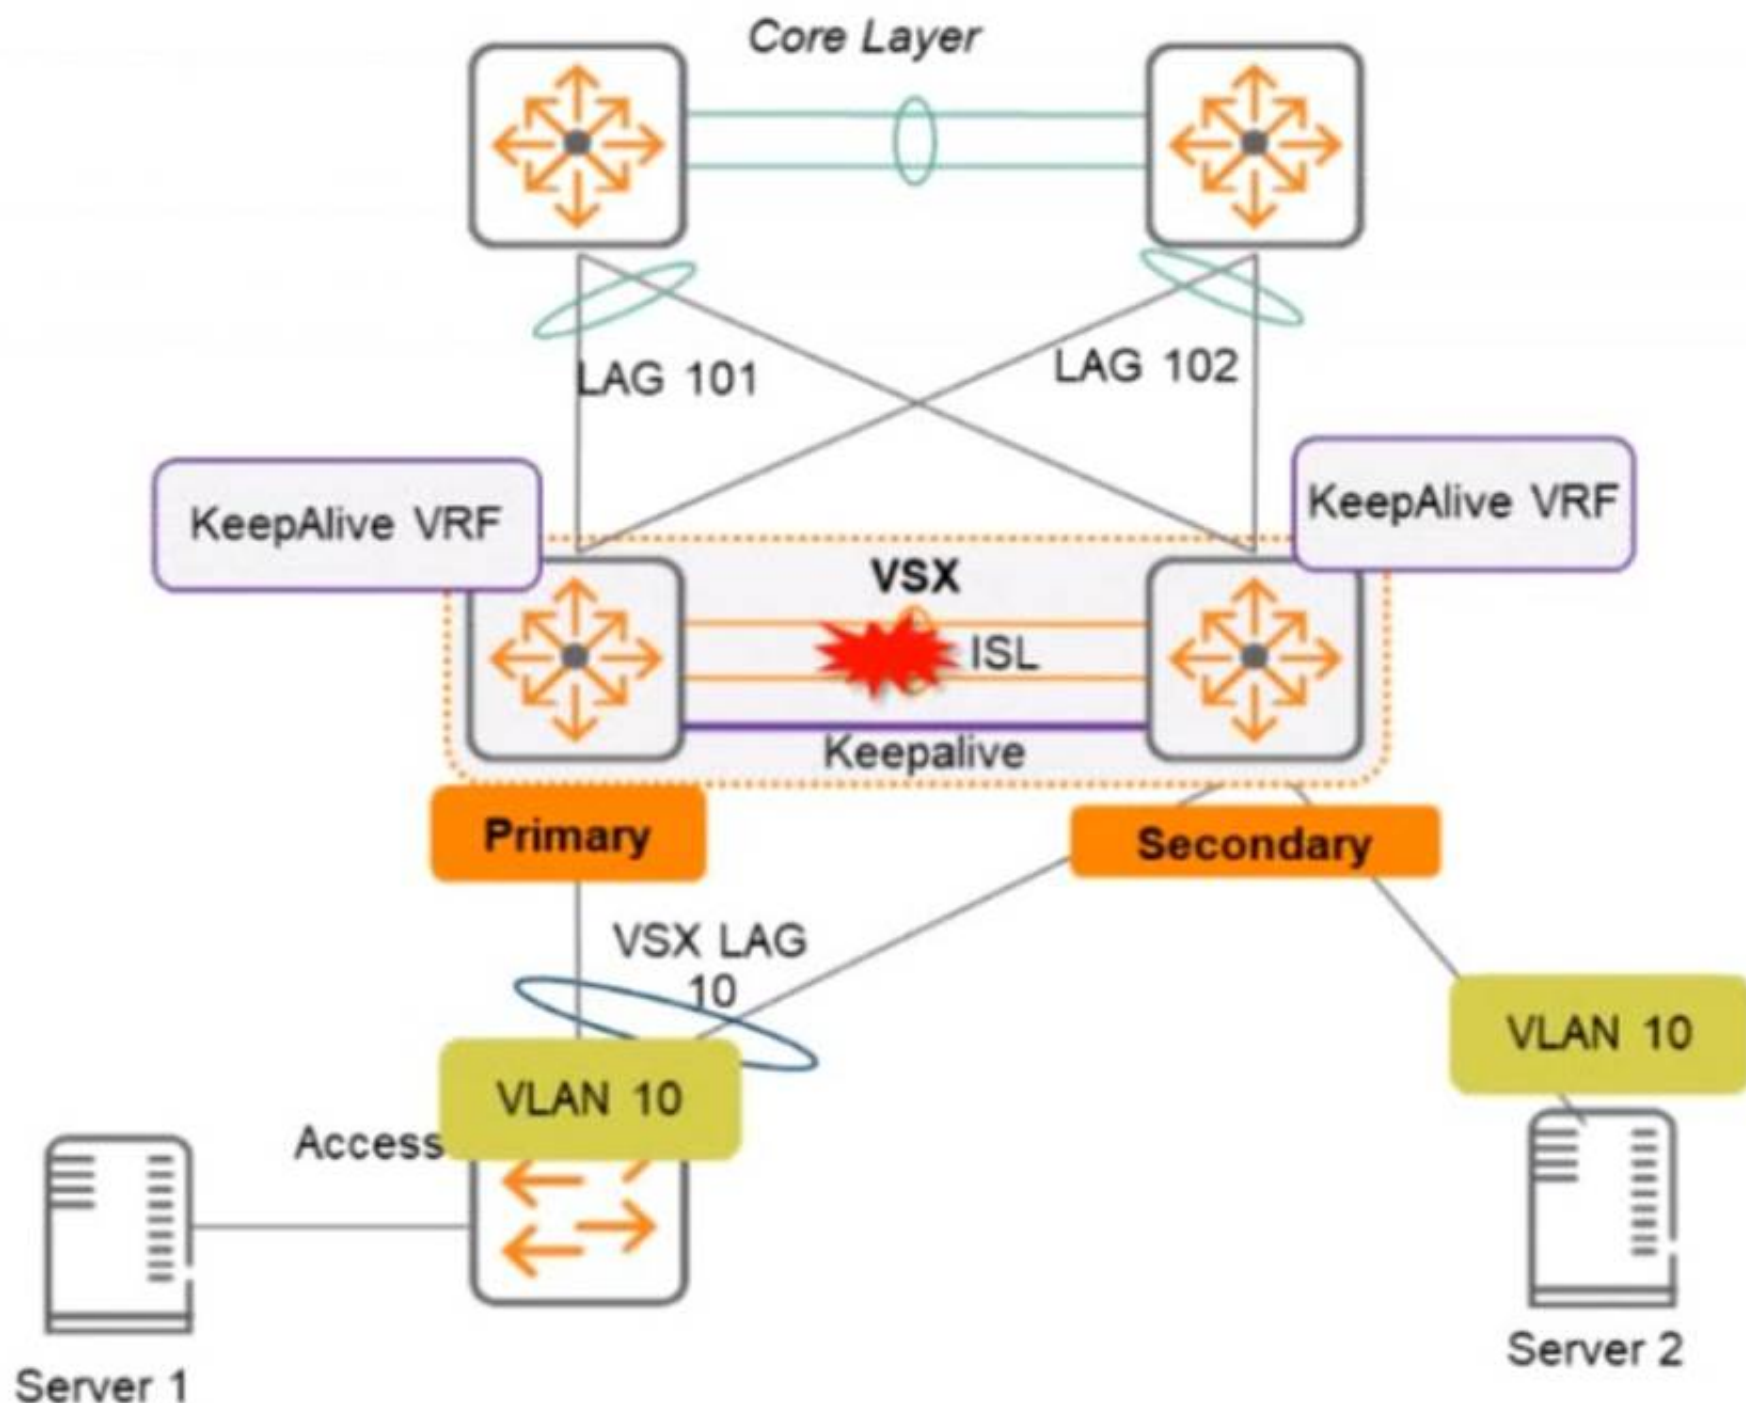 Core Layer
LAG 101
LAG 102
KeepAlive VRF
KeepAlive VRF
VSX
ISL
Keepalive
Primary
Secondary
VSX LAG
10
VLAN 10
VLAN 10
Access
Server 1
Server 2